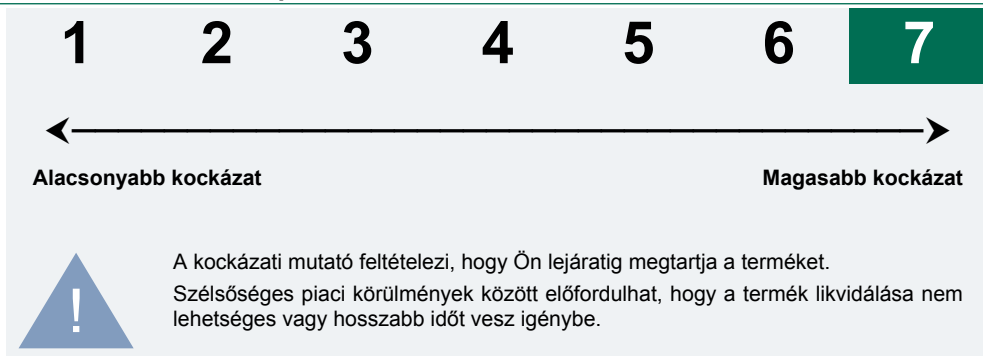 1 2 3 4 5 6 7
Alacsonyabb kockázat Magasabb kockázat
A kockázati mutató feltételezi, hogy Ön lejáratig megtartja a terméket.
Szélsőséges piaci körülmények között előfordulhat, hogy a termék likvidálása nem
lehetséges vagy hosszabb időt vesz igénybe.
!